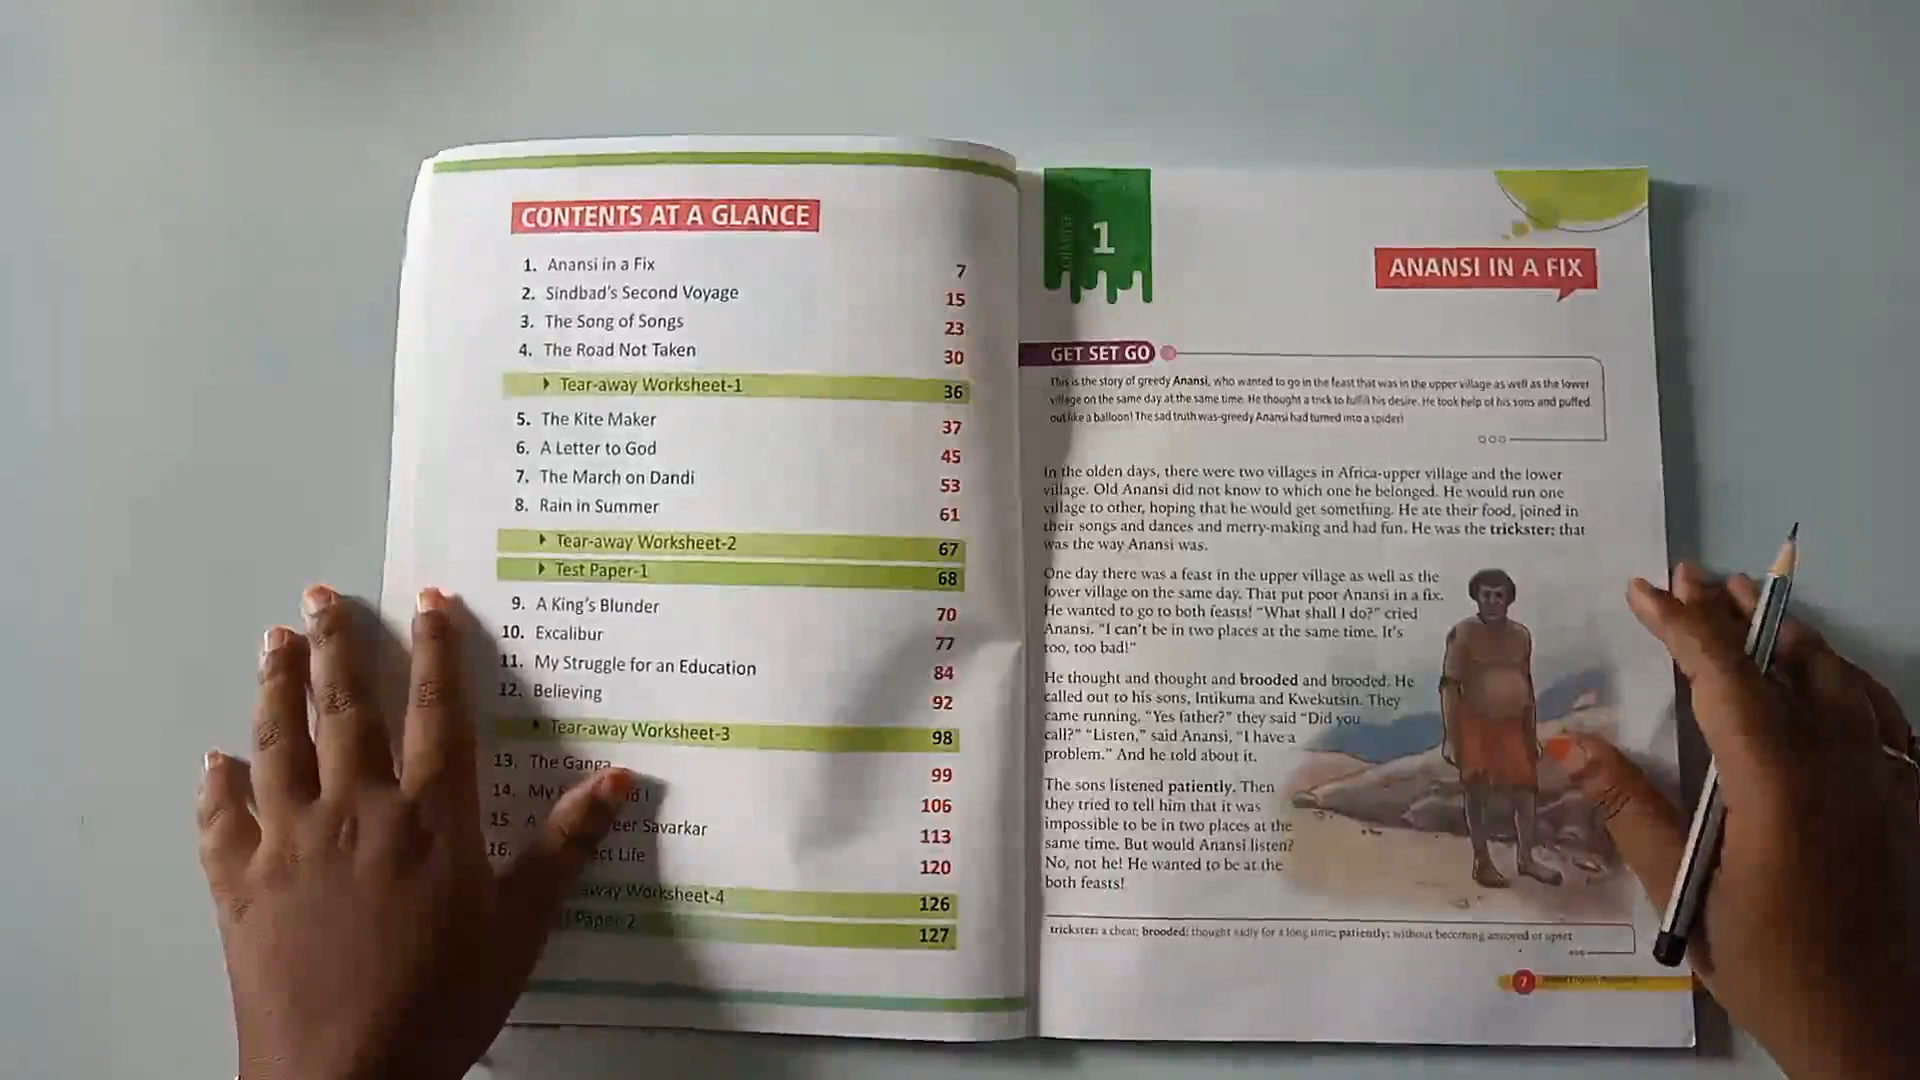 CONTENTS AT A GLANCE
1. Anansi in a Fix 7
2. Sindbad's Second Voyage 15
3. The Song of Songs 23
4. The Road Not Taken 30
Tear-away Worksheet-1 36
5. The Kite Maker 37
6. A Letter to God 45
7. The March on Dandi 53
8. Rain in Summer 61
Tear-away Worksheet-2 67
Test Paper-1 68
9. A King's Blunder 70
10. Excalibur 77
11. My Struggle for an Education 84
12. Believing 92
Tear-away Worksheet-3 98
13. The Ganga 99
14. My I 106
15. A Savarkar 113
16. Life 120
Worksheet-4 126
Paper-2 127
CHAPTER 1
ANANSI IN A FIX
GET SET GO
This is the story of greedy Anansi, who wanted to go in the feast that was in the upper village as well as the lower
village on the same day at the same time. He thought a trick to fulfill his desire. He took help of his sons and puffed
out like a balloon! The sad truth was-greedy Anansi had turned into a spider!
In the olden days, there were two villages in Africa-upper village and the lower
village. Old Anansi did not know to which one he belonged. He would run one
village to other, hoping that he would get something. He ate their food, joined in
their songs and dances and merry-making and had fun. He was the trickster; that
was the way Anansi was.
One day there was a feast in the upper village as well as the
lower village on the same day. That put poor Anansi in a fix.
He wanted to go to both feasts! "What shall I do?" cried
Anansi. "I can't be in two places at the same time. It's
too, too bad!"
He thought and thought and brooded and brooded. He
called out to his sons, Intikuma and Kwekutsin. They
came running. "Yes father?" they said "Did you
call?" "Listen," said Anansi, "I have a
problem." And he told about it.
The sons listened patiently. Then
they tried to tell him that it was
impossible to be in two places at the
same time. But would Anansi listen?
No, not he! He wanted to be at the
both feasts!
trickster: a cheat; brooded: thought sadly for a long time; patiently: without becoming annoyed or upset
7